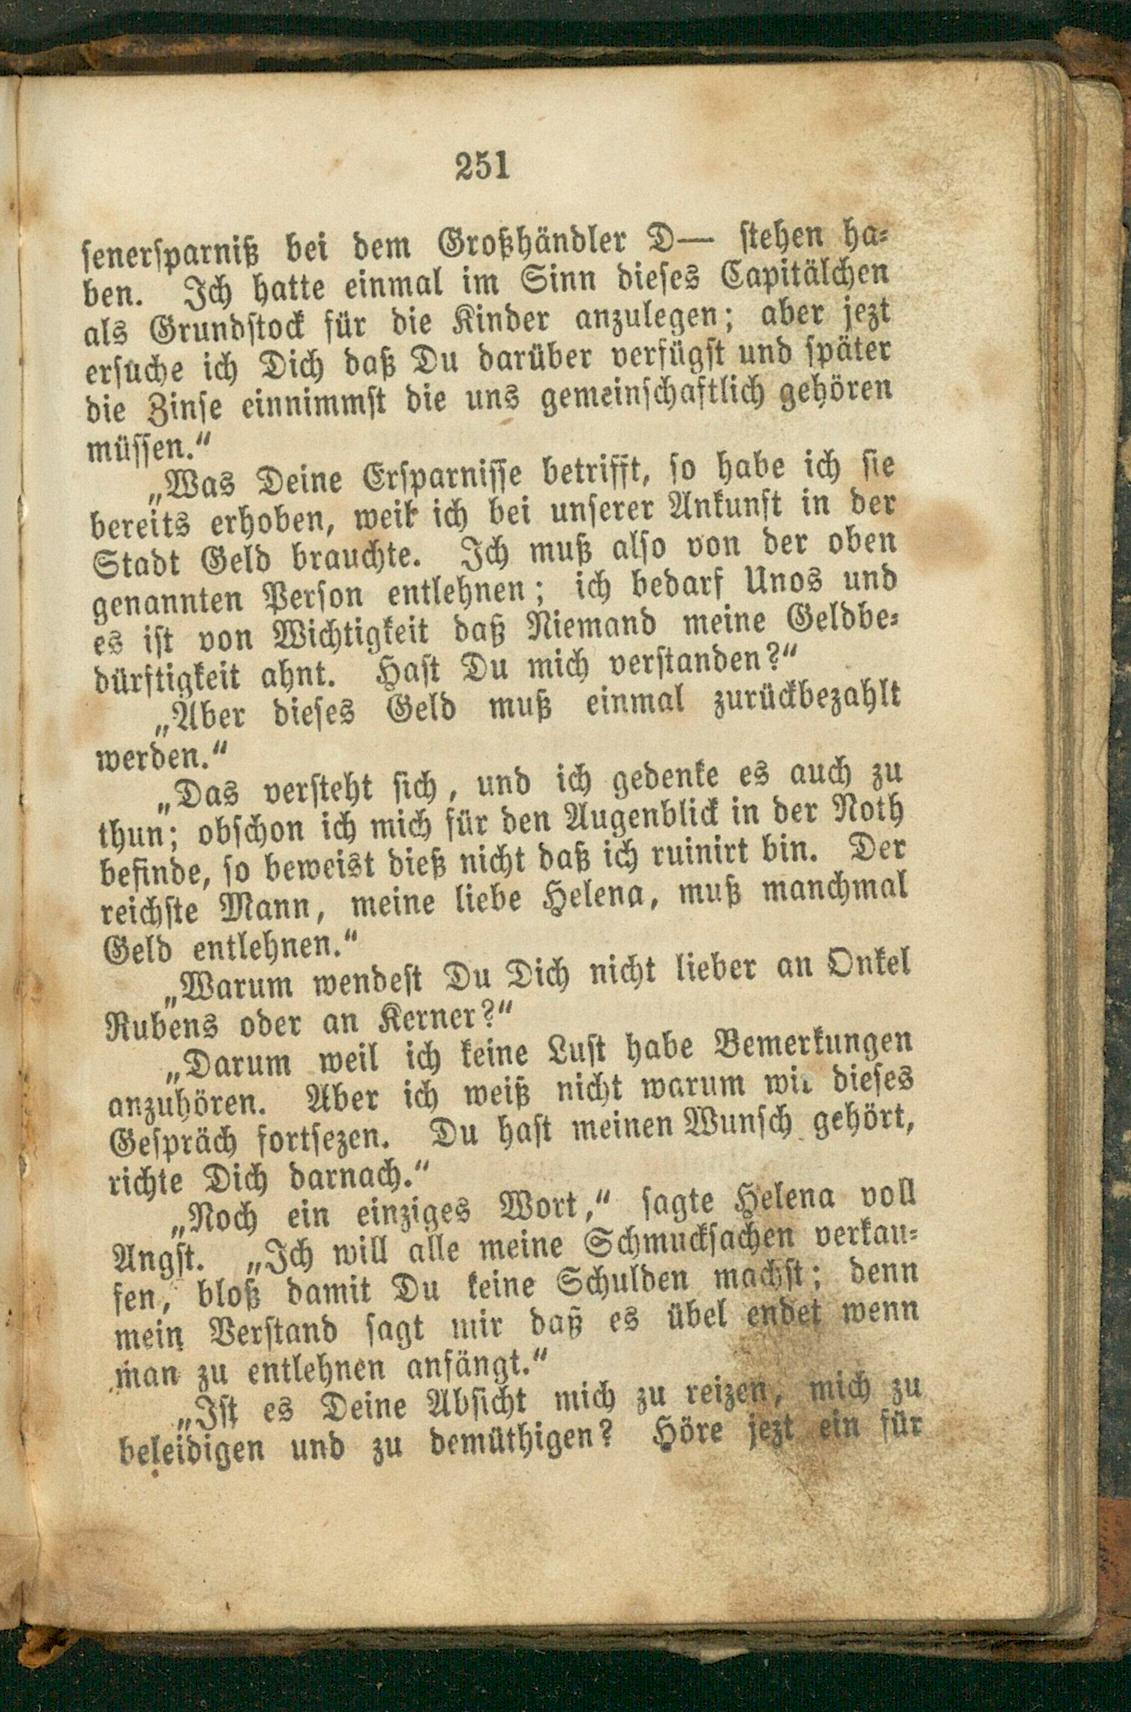 251
senersparniß bei dem Großhändler D— stehen ha-
ben. Ich hatte einmal im Sinn dieses Capitälchen
als Grundstock für die Kinder anzulegen; aber jezt
ersuche ich Dich daß Du darüber verfügst und später
die Zinse einnimmst die uns gemeinschaftlich gehören
müssen.“
„Was Deine Ersparnisse betrifft, so habe ich sie
bereits erhoben, weil ich bei unserer Ankunft in der
Stadt Geld brauchte. Ich muß also von der oben
genannten Person entlehnen; ich bedarf Unos und
es ist von Wichtigkeit daß Niemand meine Geldbe-
dürftigkeit ahnt. Hast Du mich verstanden?“
„Aber dieses Geld muß einmal zurückbezahlt
werden.“
„Das versteht sich, und ich gedenke es auch zu
thun; obschon ich mich für den Augenblick in der Noth
befinde, so beweist dieß nicht daß ich ruinirt bin. Der
reichste Mann, meine liebe Helena, muß manchmal
Geld entlehnen.“
„Warum wendest Du Dich nicht lieber an Onkel
Rubens oder an Kerner?“
„Darum weil ich keine Lust habe Bemerkungen
anzuhören. Aber ich weiß nicht warum wir dieses
Gespräch fortsezen. Du hast meinen Wunsch gehört,
richte Dich darnach.“
„Noch ein einziges Wort,“ sagte Helena voll
Angst. „Ich will alle meine Schmucksachen verkau-
fen, bloß damit Du keine Schulden machst; denn
mein Verstand sagt mir daß es übel endet wenn
man zu entlehnen anfängt.“
„Ist es Deine Absicht mich zu reizen, mich zu
beleidigen und zu demüthigen? Höre jezt ein für